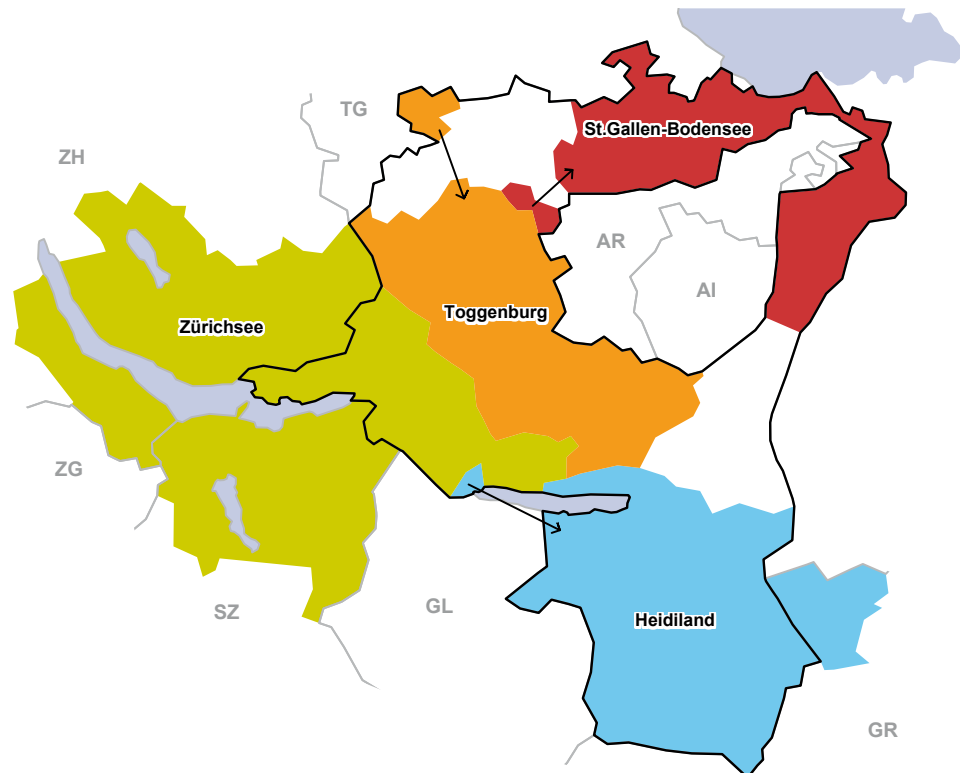 TG
St.Gallen-Bodensee
ZH
AR
AI
Toggenburg
Zürichsee
ZG
SZ
GL
Heidiland
GR